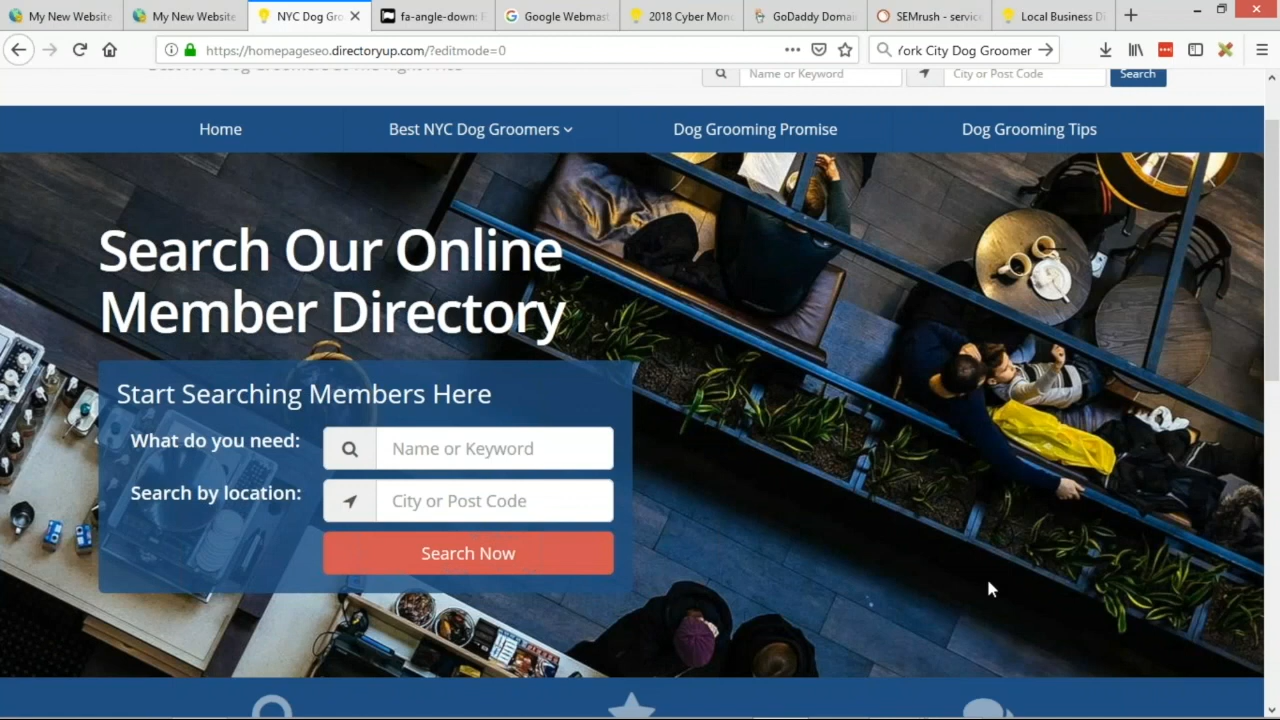 My New Website
My New Website
NYC Dog Gro
fa-angle-down: F
Google Webmast
2018 Cyber Mon
GoDaddy Domai
SEMrush - service
Local Business Di
https://homepageseo.directoryup.com/?editmode=0
York City Dog Groomer
Name or Keyword
City or Post Code
Search
Home
Best NYC Dog Groomers
Dog Grooming Promise
Dog Grooming Tips
Search Our Online
Member Directory
Start Searching Members Here
What do you need:
Name or Keyword
Search by location:
City or Post Code
Search Now